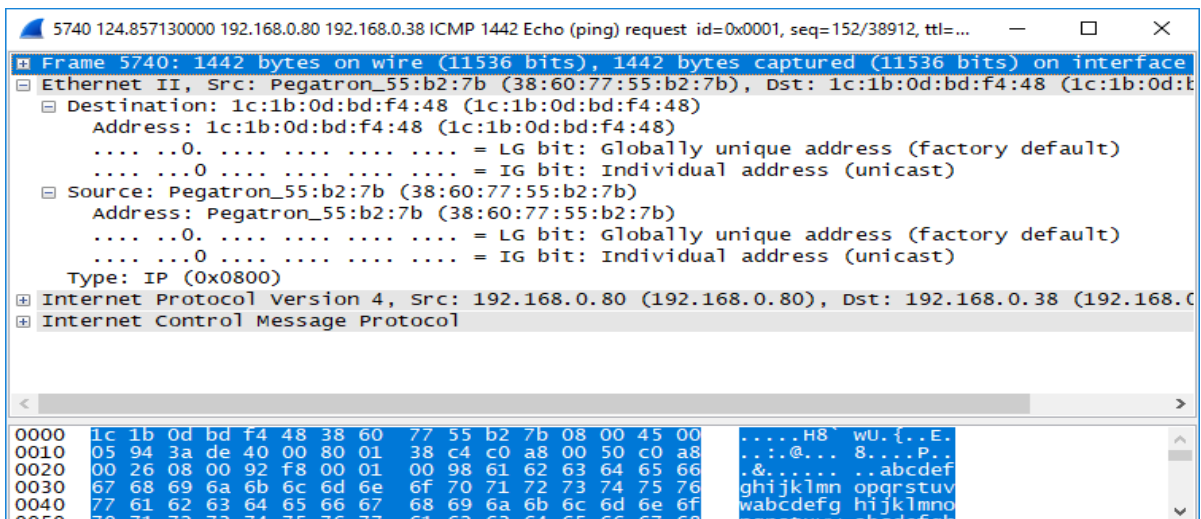 5740 124.857130000 192.168.0.80 192.168.0.38 ICMP 1442 Echo (ping) request id=0x0001, seq=152/38912, ttl=...
Frame 5740: 1442 bytes on wire (11536 bits), 1442 bytes captured (11536 bits) on interface
Ethernet II, Src: Pegatron_55:b2:7b (38:60:77:55:b2:7b), Dst: 1c:1b:0d:bd:f4:48 (1c:1b:0d:b
Destination: 1c:1b:0d:bd:f4:48 (1c:1b:0d:bd:f4:48)
Address: 1c:1b:0d:bd:f4:48 (1c:1b:0d:bd:f4:48)
.... ..0. .... .... .... .... = LG bit: Globally unique address (factory default)
.... ...0 .... .... .... .... = IG bit: Individual address (unicast)
Source: Pegatron_55:b2:7b (38:60:77:55:b2:7b)
Address: Pegatron_55:b2:7b (38:60:77:55:b2:7b)
.... ..0. .... .... .... .... = LG bit: Globally unique address (factory default)
.... ...0 .... .... .... .... = IG bit: Individual address (unicast)
Type: IP (0x0800)
Internet Protocol Version 4, Src: 192.168.0.80 (192.168.0.80), Dst: 192.168.0.38 (192.168.0
Internet Control Message Protocol
0000 1c 1b 0d bd f4 48 38 60 77 55 b2 7b 08 00 45 00 .....H8` wU.{..E.
0010 05 94 3a de 40 00 80 01 38 c4 c0 a8 00 50 c0 a8 ..:.@... 8....P..
0020 00 26 08 00 92 f8 00 01 00 98 61 62 63 64 65 66 .&...... ..abcdef
0030 67 68 69 6a 6b 6c 6d 6e 6f 70 71 72 73 74 75 76 ghijklmn opqrstuv
0040 77 61 62 63 64 65 66 67 68 69 6a 6b 6c 6d 6e 6f wabcdefg hijklmno